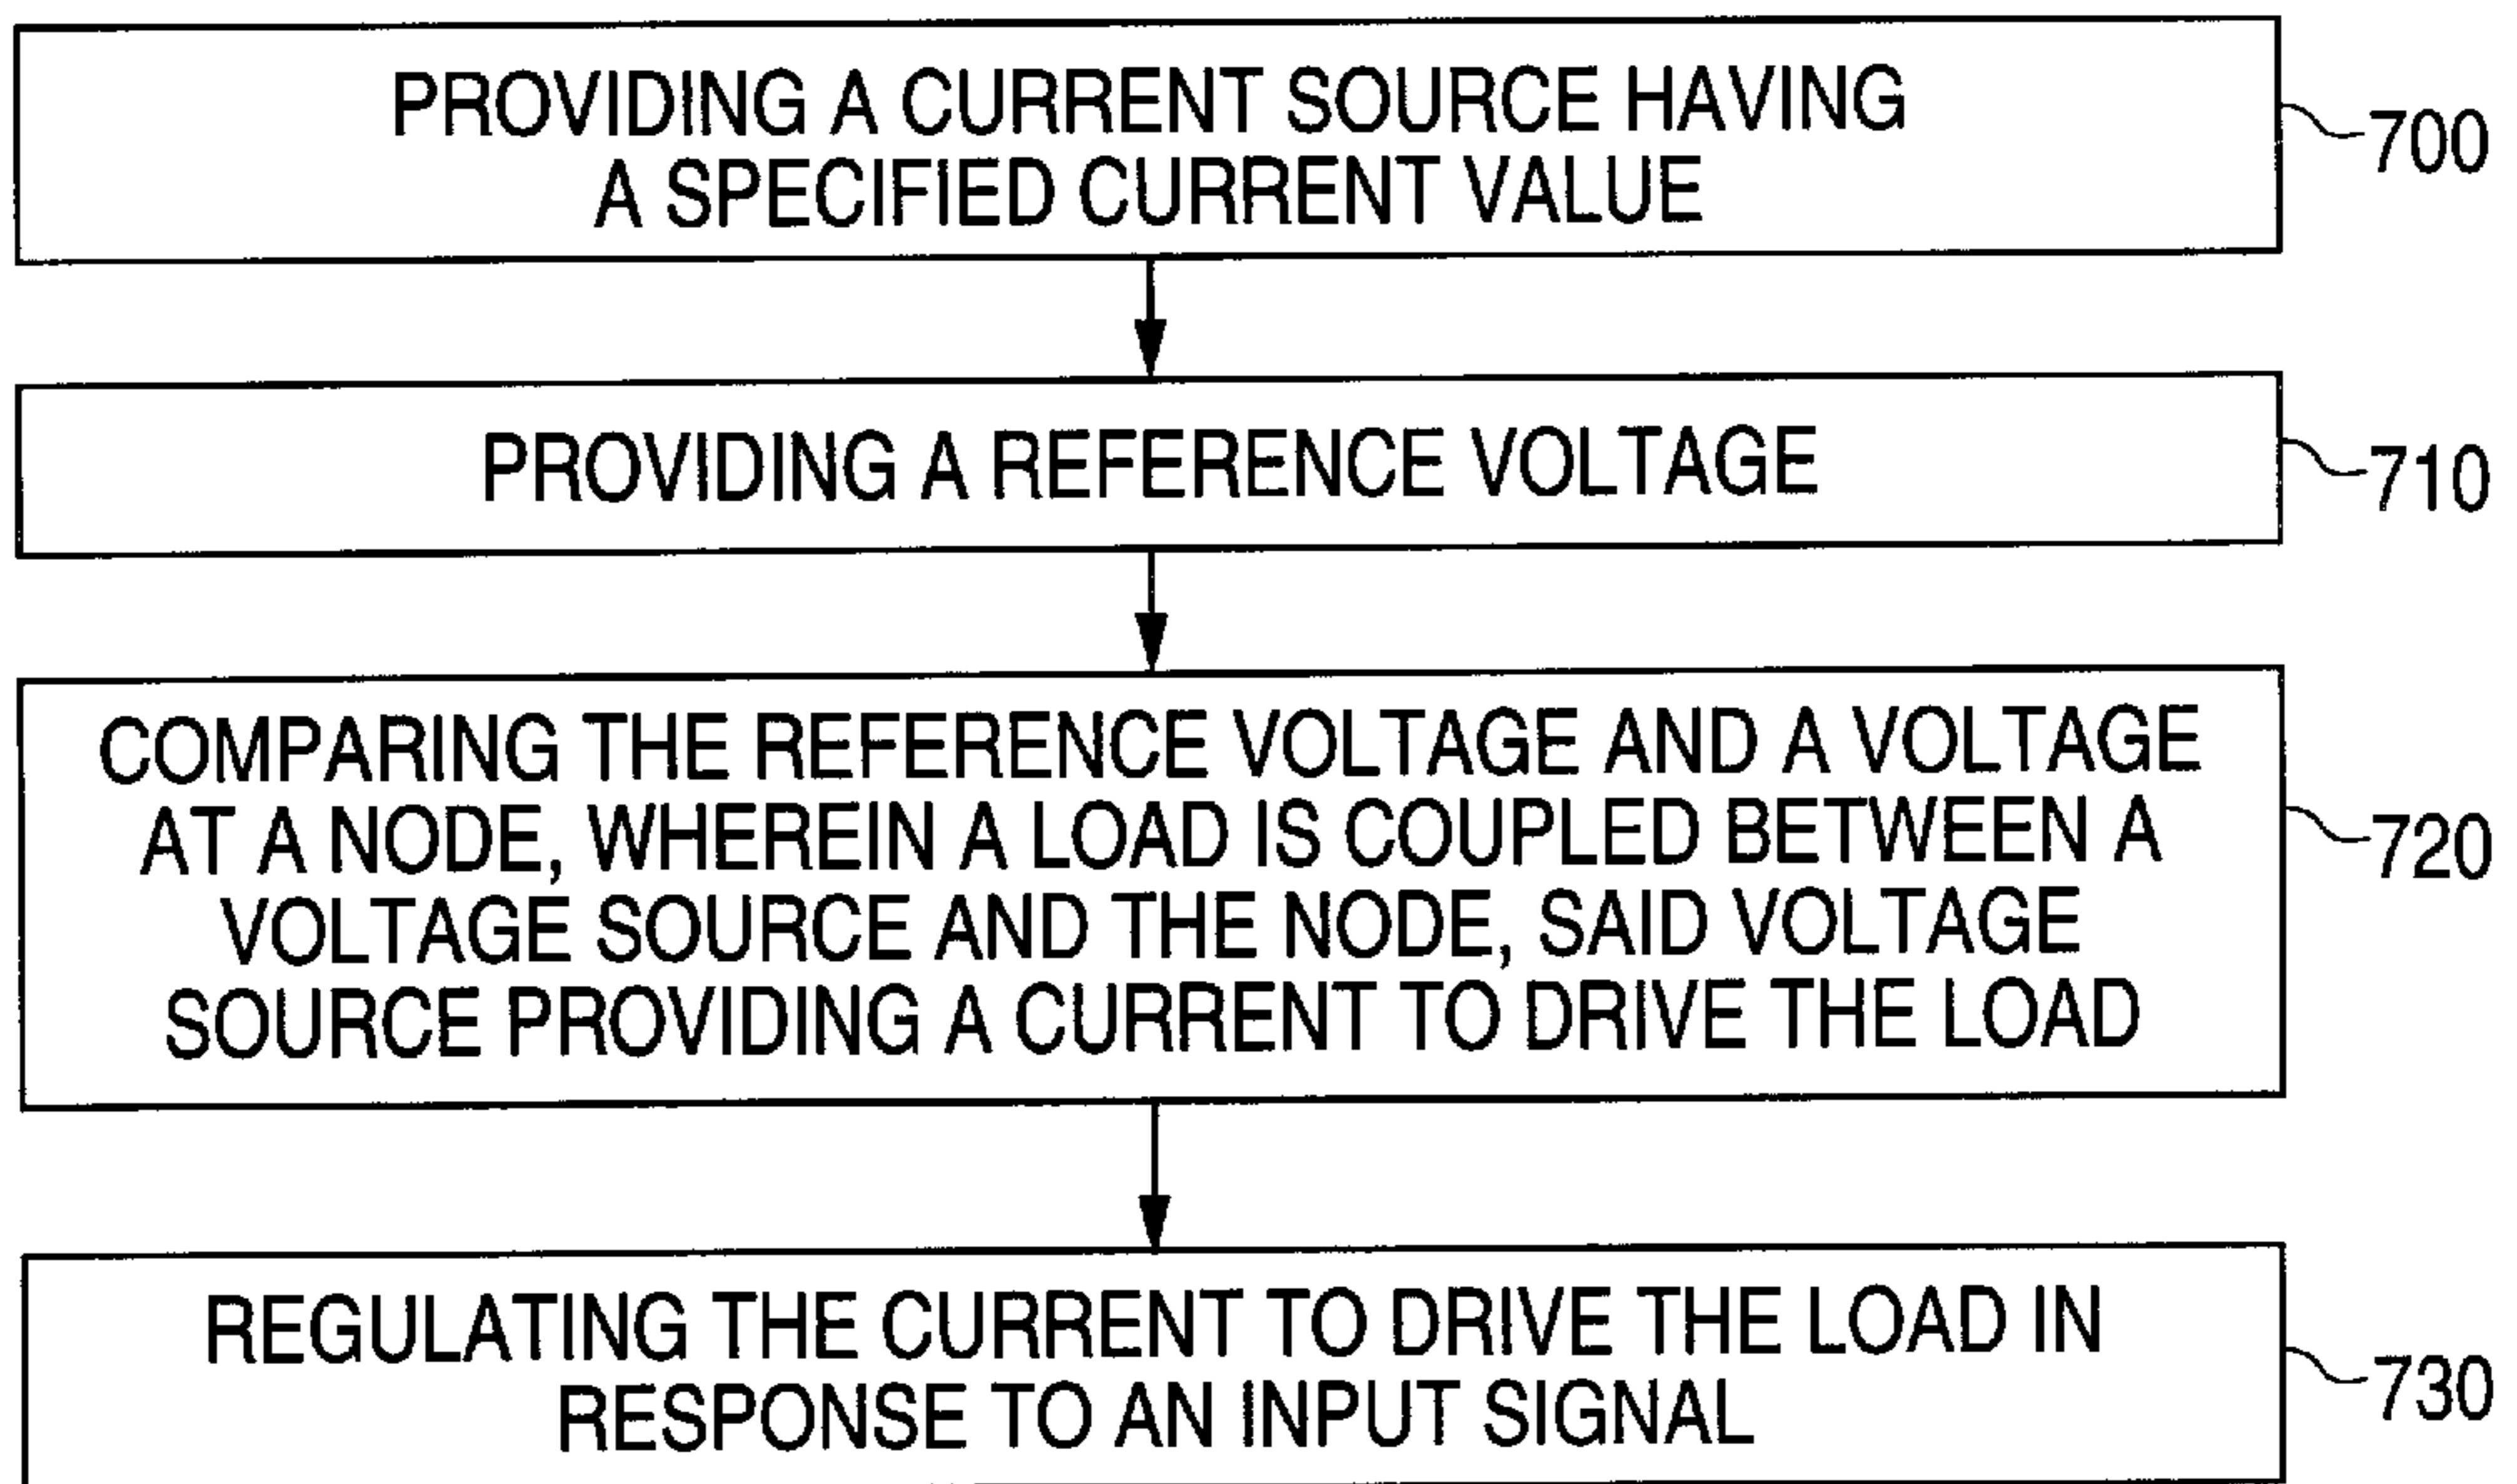 PROVIDING A CURRENT SOURCE HAVING
A SPECIFIED CURRENT VALUE
700
PROVIDING A REFERENCE VOLTAGE
710
COMPARING THE REFERENCE VOLTAGE AND A VOLTAGE
AT A NODE, WHEREIN A LOAD IS COUPLED BETWEEN A
VOLTAGE SOURCE AND THE NODE, SAID VOLTAGE
SOURCE PROVIDING A CURRENT TO DRIVE THE LOAD
720
REGULATING THE CURRENT TO DRIVE THE LOAD IN
RESPONSE TO AN INPUT SIGNAL
730